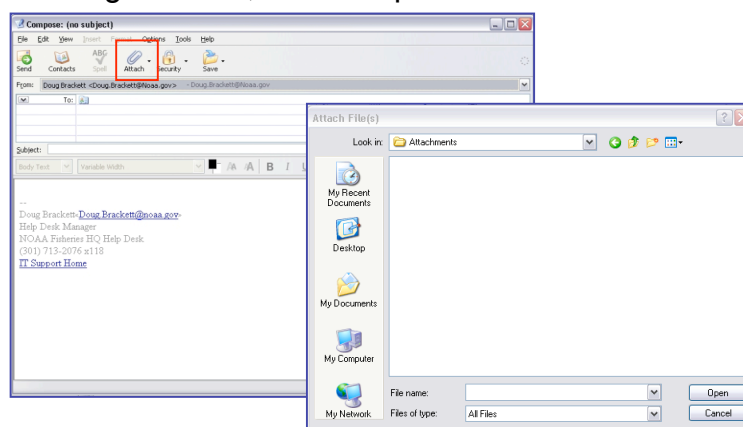 Compose: (no subject)
File Edit View Insert Format Options Tools Help
Send Contacts Spell Attach Security Save
From: Doug Brackett <Doug.Brackett@Noaa.gov> - Doug.Brackett@Noaa.gov
To:
Subject:
Body Text Variable Width
--
Doug Brackett<Doug.Brackett@noaa.gov>
Help Desk Manager
NOAA Fisheries HQ Help Desk
(301) 713-2076 x118
IT Support Home
Attach File(s)
Look in: Attachments
My Recent
Documents
Desktop
My Documents
My Computer
My Network
File name: Open
Files of type: All Files Cancel